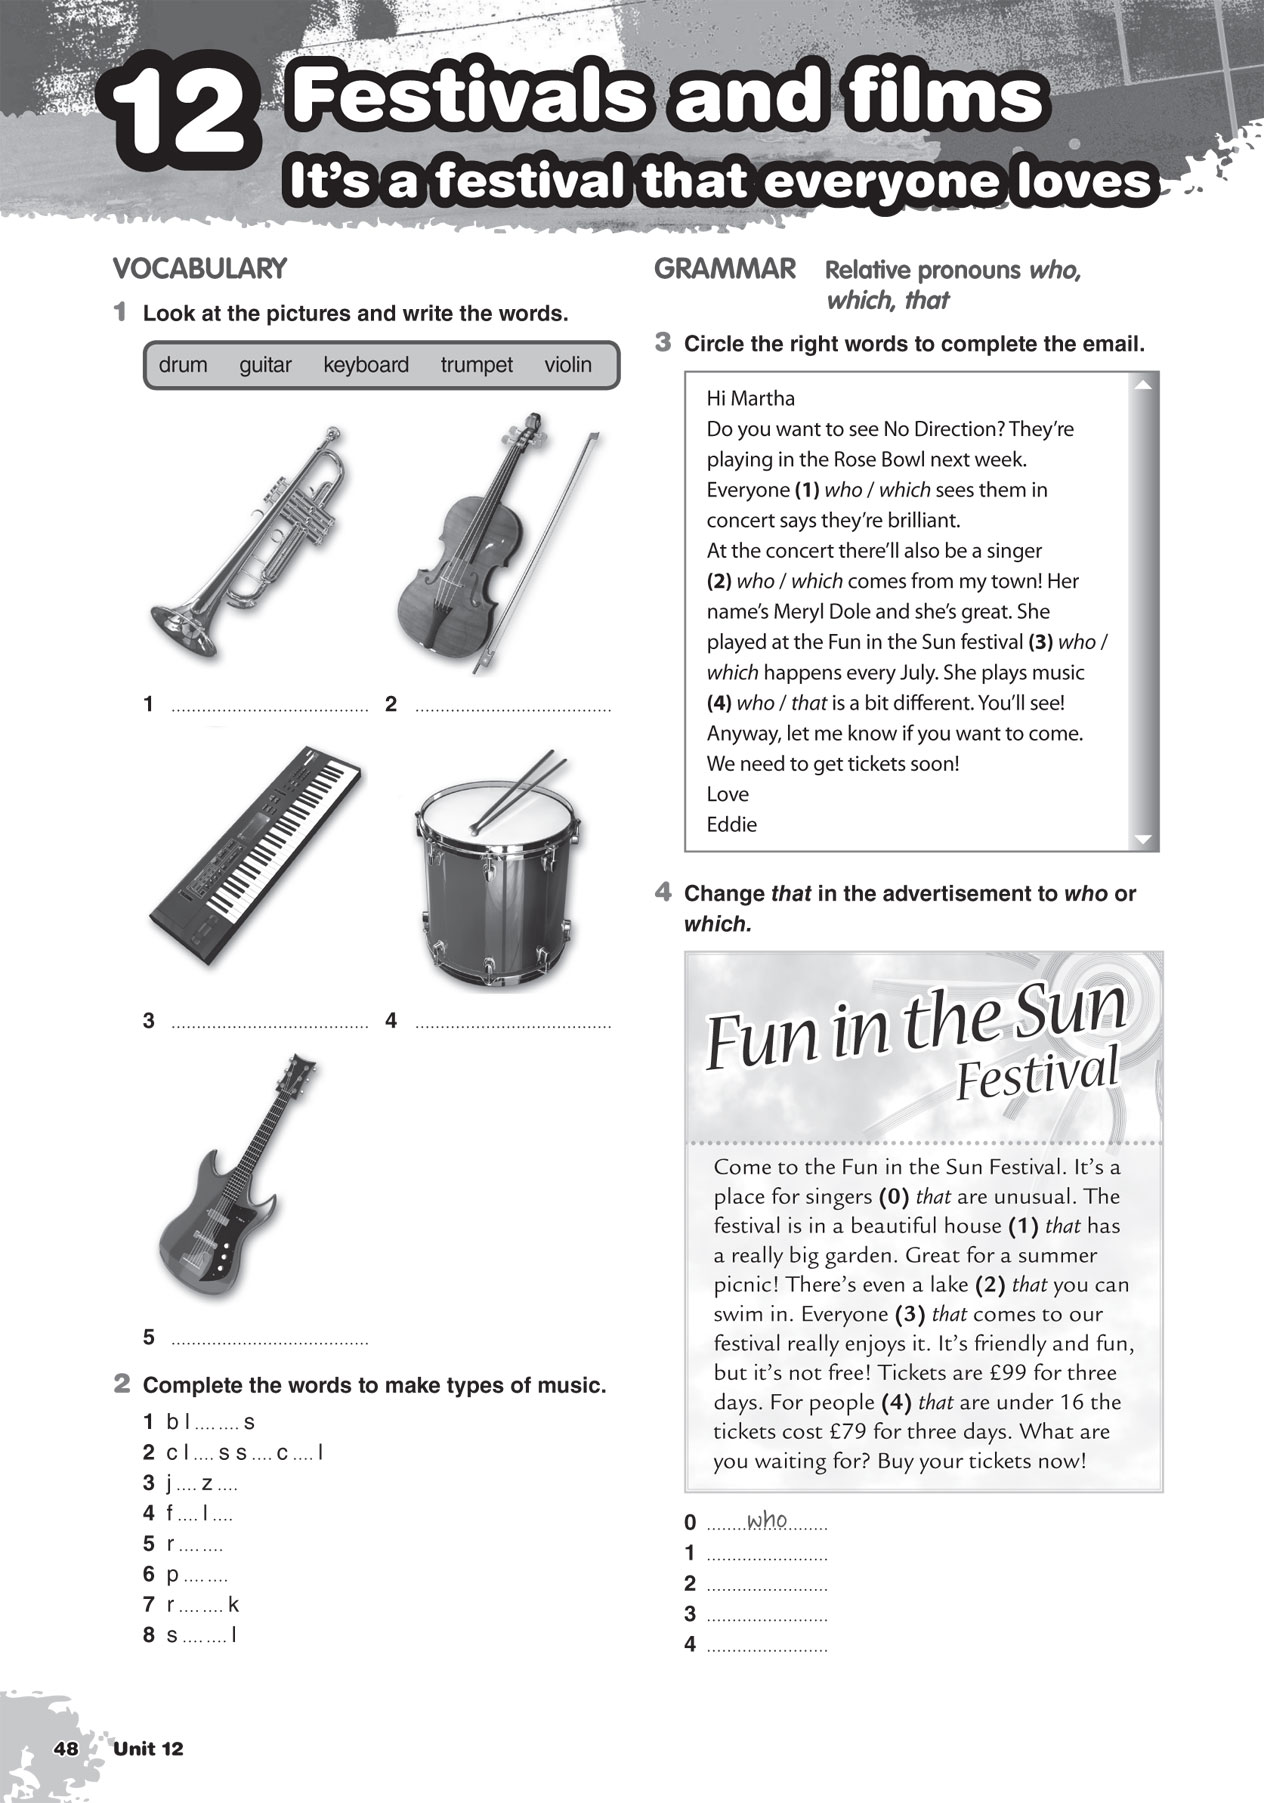 12 Festivals and films
It's a festival that everyone loves
VOCABULARY
1 Look at the pictures and write the words.
drum guitar keyboard trumpet violin
1 ........................................ 2 ........................................
3 ........................................ 4 ........................................
5 ........................................
2 Complete the words to make types of music.
1 b l .... .... s
2 c l .... s s .... c .... l
3 j .... z ....
4 f .... l ....
5 r .... ....
6 p .... ....
7 r .... .... k
8 s .... .... l
GRAMMAR Relative pronouns who,
which, that
3 Circle the right words to complete the email.
Hi Martha
Do you want to see No Direction? They're
playing in the Rose Bowl next week.
Everyone (1) who / which sees them in
concert says they're brilliant.
At the concert there'll also be a singer
(2) who / which comes from my town! Her
name's Meryl Dole and she's great. She
played at the Fun in the Sun festival (3) who /
which happens every July. She plays music
(4) who / that is a bit different. You'll see!
Anyway, let me know if you want to come.
We need to get tickets soon!
Love
Eddie
4 Change that in the advertisement to who or
which.
Fun in the Sun
Festival
Come to the Fun in the Sun Festival. It's a
place for singers (0) that are unusual. The
festival is in a beautiful house (1) that has
a really big garden. Great for a summer
picnic! There's even a lake (2) that you can
swim in. Everyone (3) that comes to our
festival really enjoys it. It's friendly and fun,
but it's not free! Tickets are £99 for three
days. For people (4) that are under 16 the
tickets cost £79 for three days. What are
you waiting for? Buy your tickets now!
0 ........who........
1 ........................
2 ........................
3 ........................
4 ........................
48 Unit 12